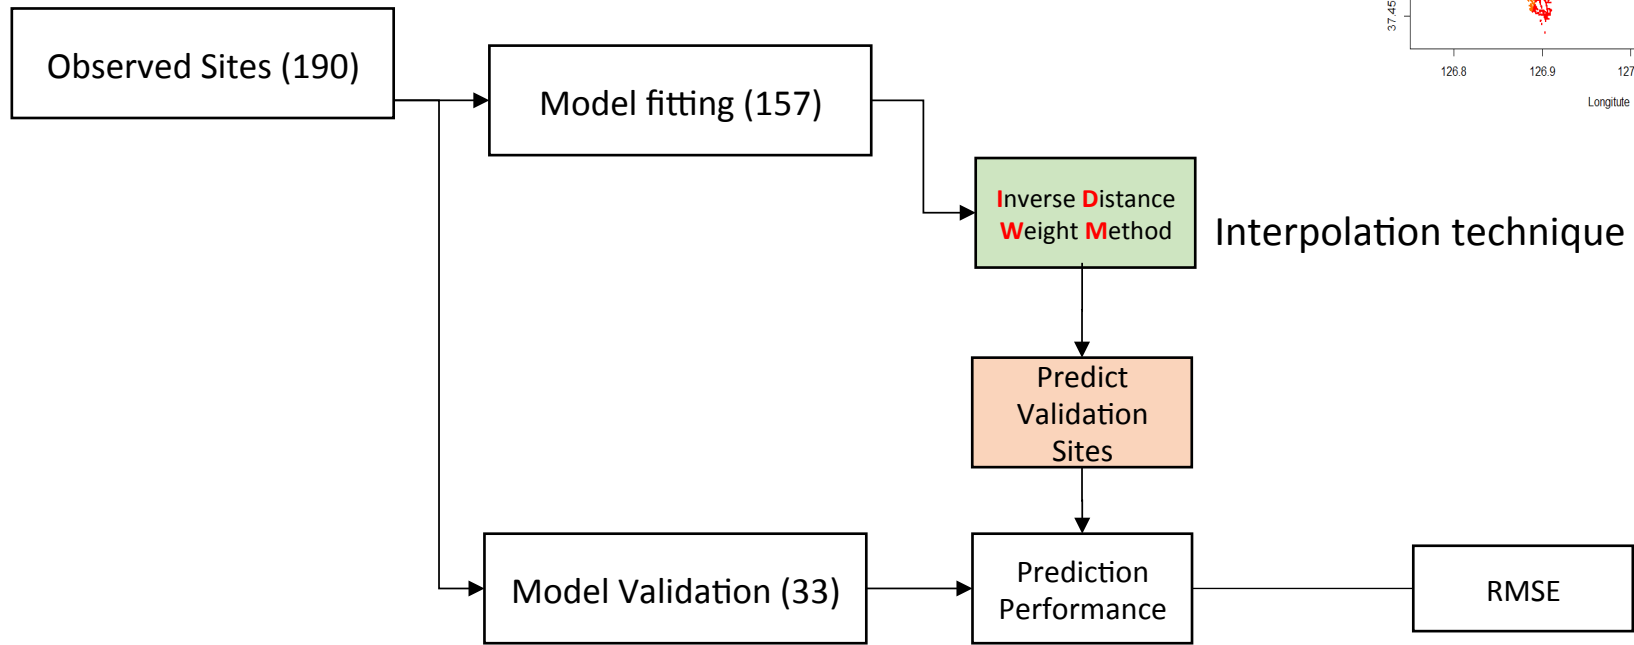 37.45
126.8
126.9
127
Longitute
Observed Sites (190)
Model fitting (157)
Inverse Distance
Weight Method
Interpolation technique
Predict
Validation
Sites
Model Validation (33)
Prediction
Performance
RMSE